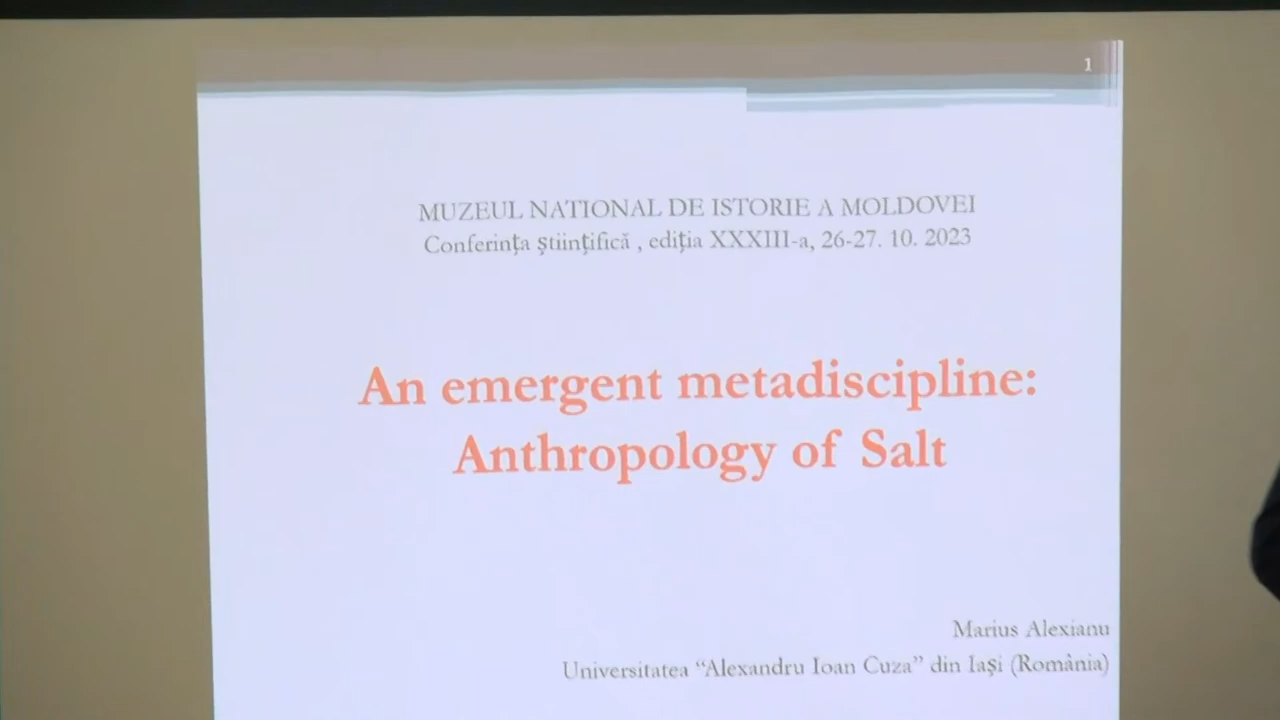 1
MUZEUL NATIONAL DE ISTORIE A MOLDOVEI
Conferința științifică , ediția XXXIII-a, 26-27. 10. 2023
An emergent metadiscipline:
Anthropology of Salt
Marius Alexianu
Universitatea “Alexandru Ioan Cuza” din Iași (România)